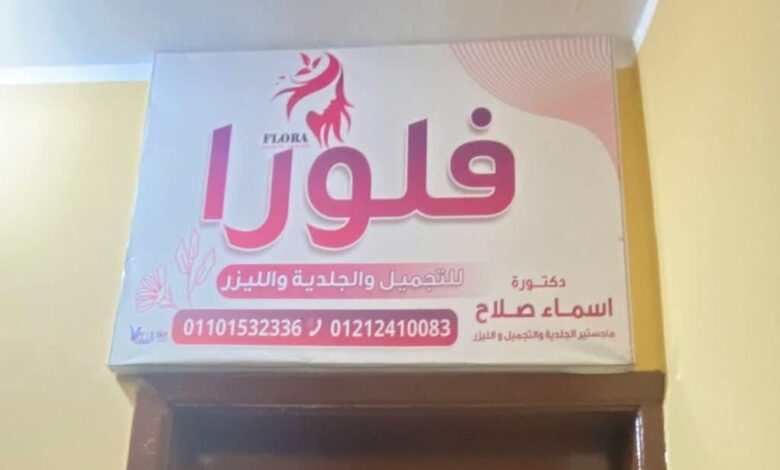 FLORA
فلورا
للتجميل والجلدية والليزر
دكتورة
اسماء صلاح
ماجستير الجلدية والتجميل و الليزر
01101532336 01212410083